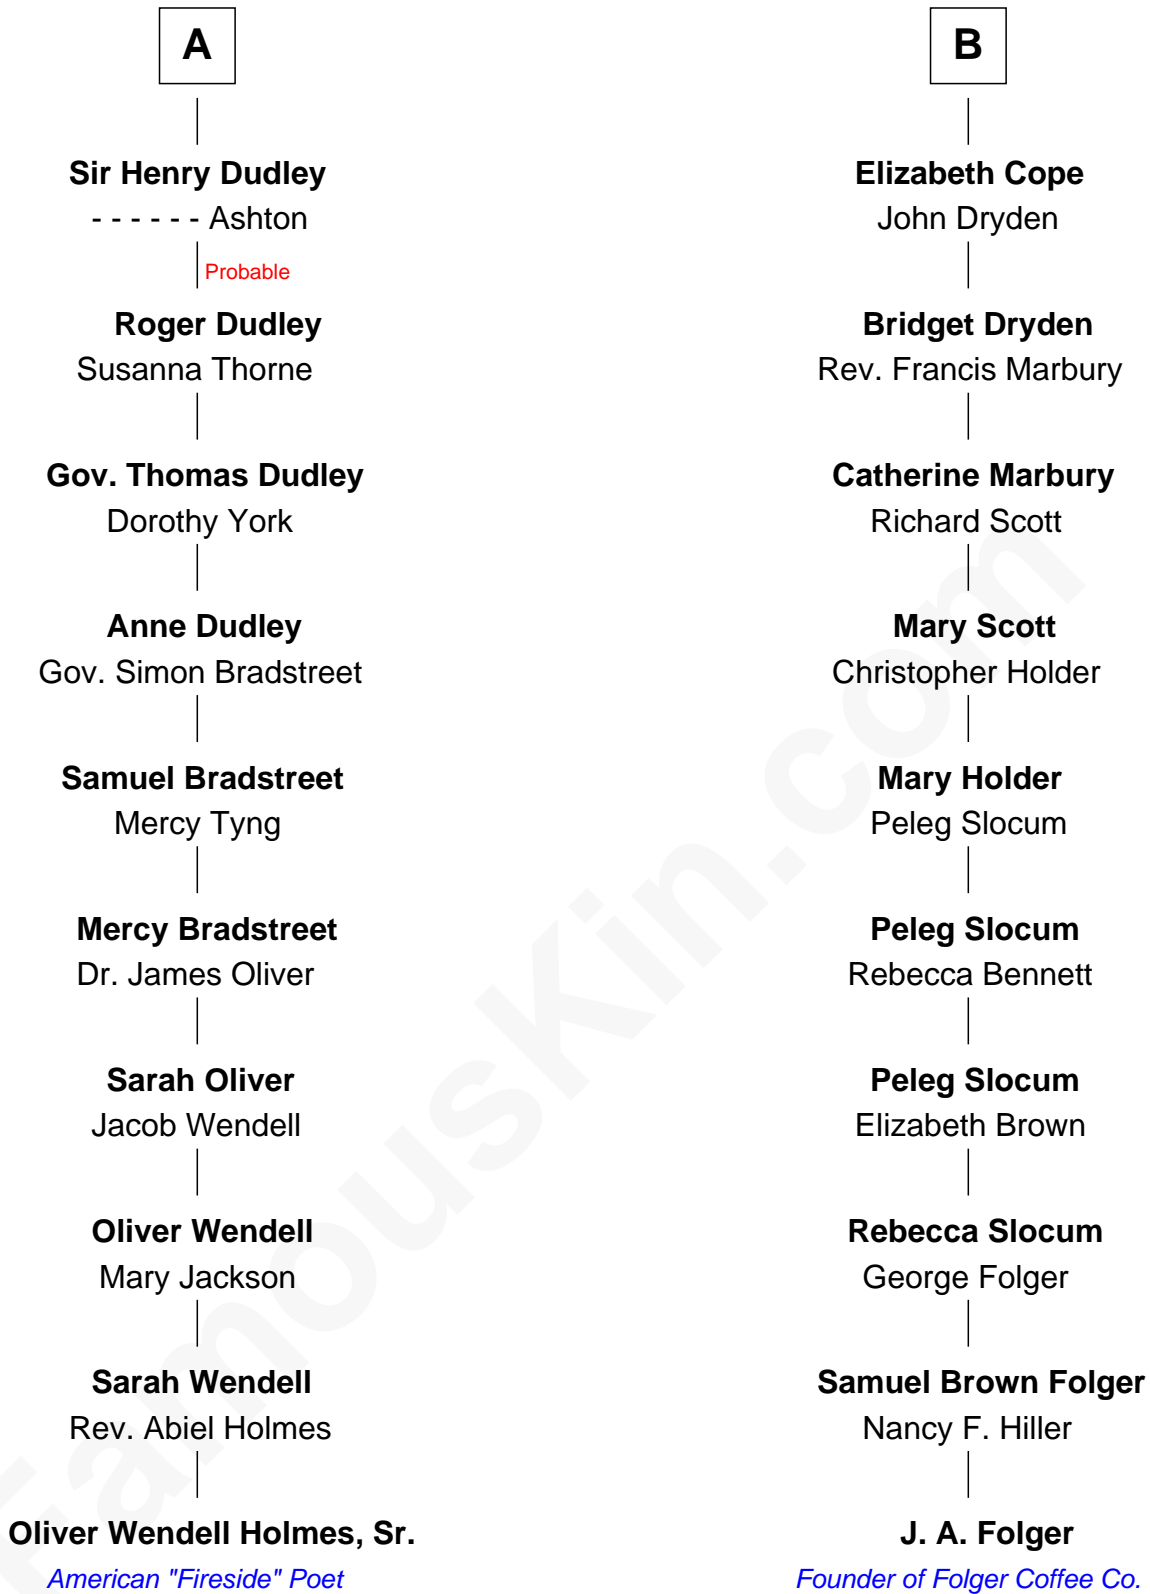 A
Sir Henry Dudley
- - - - - - Ashton
Probable
Roger Dudley
Susanna Thorne
Gov. Thomas Dudley
Dorothy York
Anne Dudley
Gov. Simon Bradstreet
Samuel Bradstreet
Mercy Tyng
Mercy Bradstreet
Dr. James Oliver
Sarah Oliver
Jacob Wendell
Oliver Wendell
Mary Jackson
Sarah Wendell
Rev. Abiel Holmes
Oliver Wendell Holmes, Sr.
American "Fireside" Poet
B
Elizabeth Cope
John Dryden
Bridget Dryden
Rev. Francis Marbury
Catherine Marbury
Richard Scott
Mary Scott
Christopher Holder
Mary Holder
Peleg Slocum
Peleg Slocum
Rebecca Bennett
Peleg Slocum
Elizabeth Brown
Rebecca Slocum
George Folger
Samuel Brown Folger
Nancy F. Hiller
J. A. Folger
Founder of Folger Coffee Co.
FamousKin.com